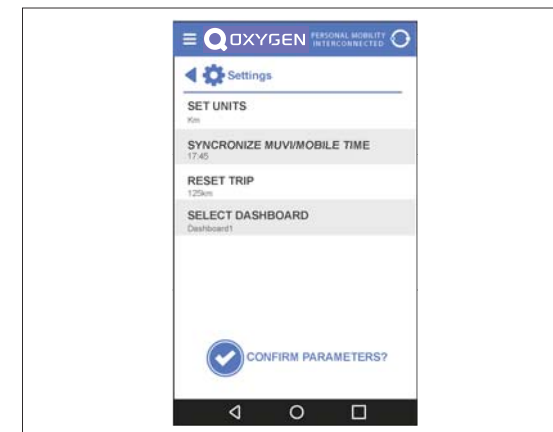 OXYGEN PERSONAL MOBILITY
INTERCONNECTED
Settings
SET UNITS
Km
SYNCRONIZE MUVI/MOBILE TIME
17:45
RESET TRIP
125km
SELECT DASHBOARD
Dashboard1
CONFIRM PARAMETERS?